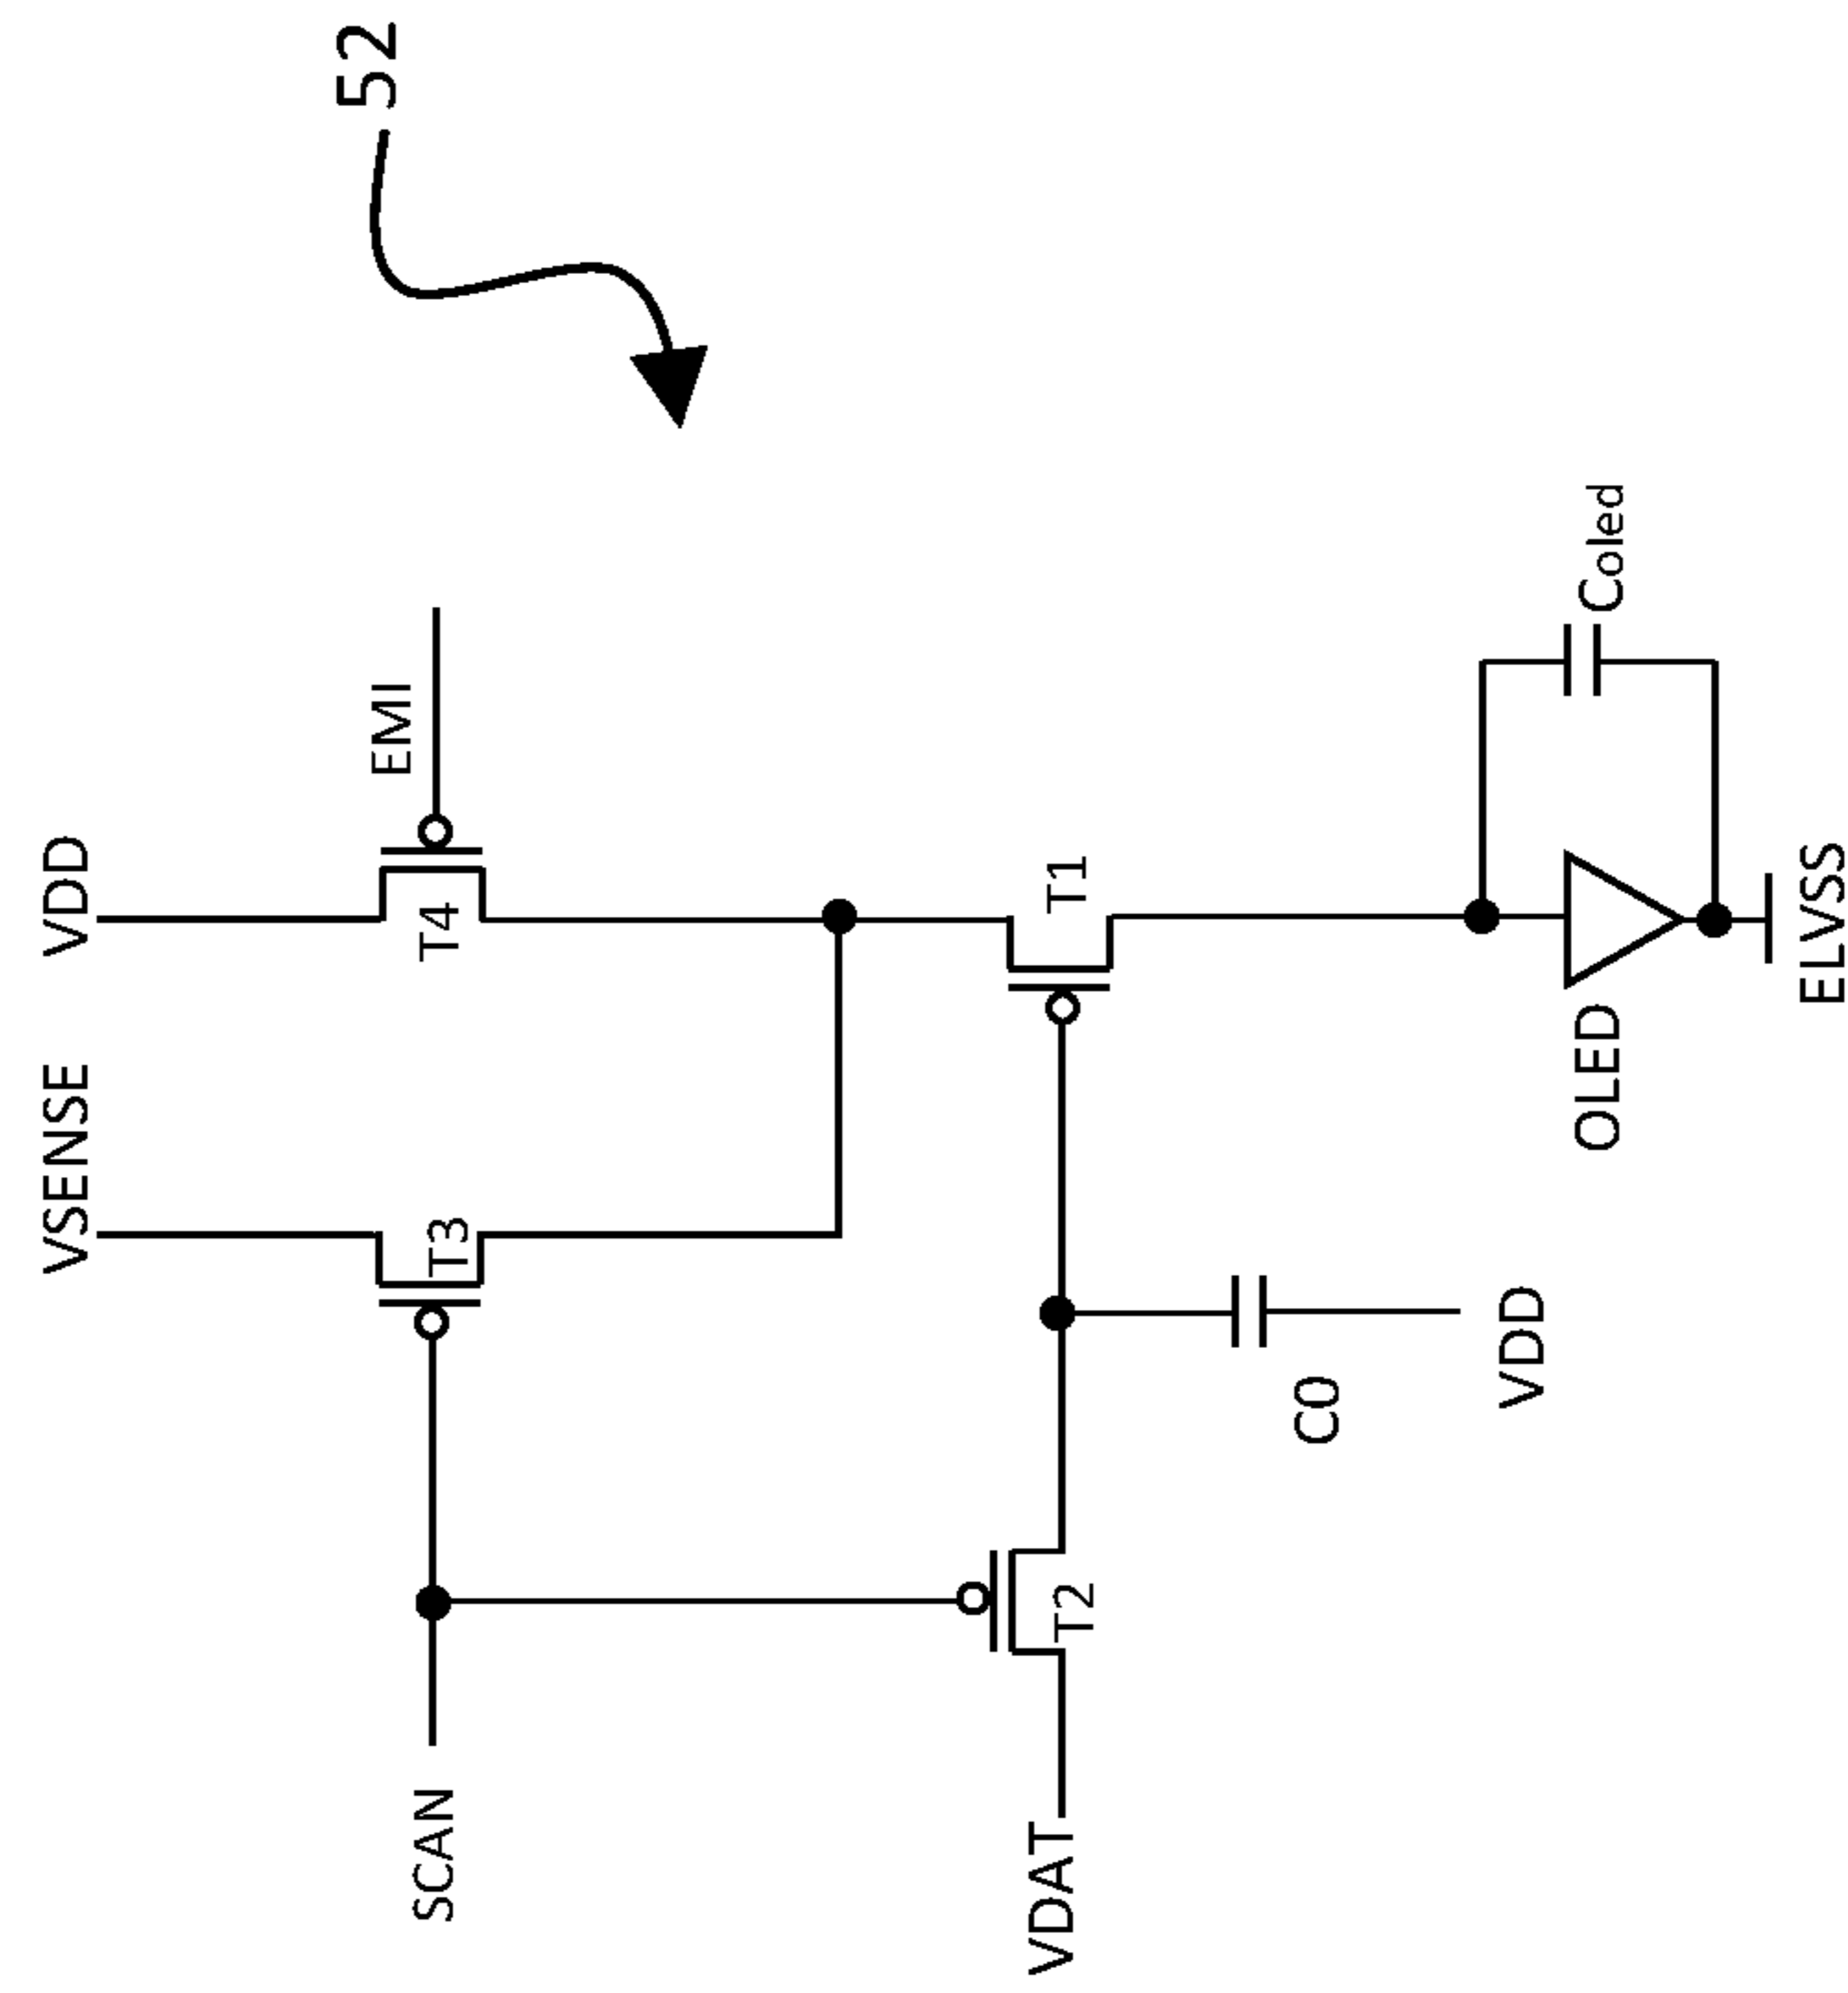 52
VDD
EMI
T4
VSENSE
T3
SCAN
T1
T2
VDAT
C0
VDD
Coled
OLED
ELVSS